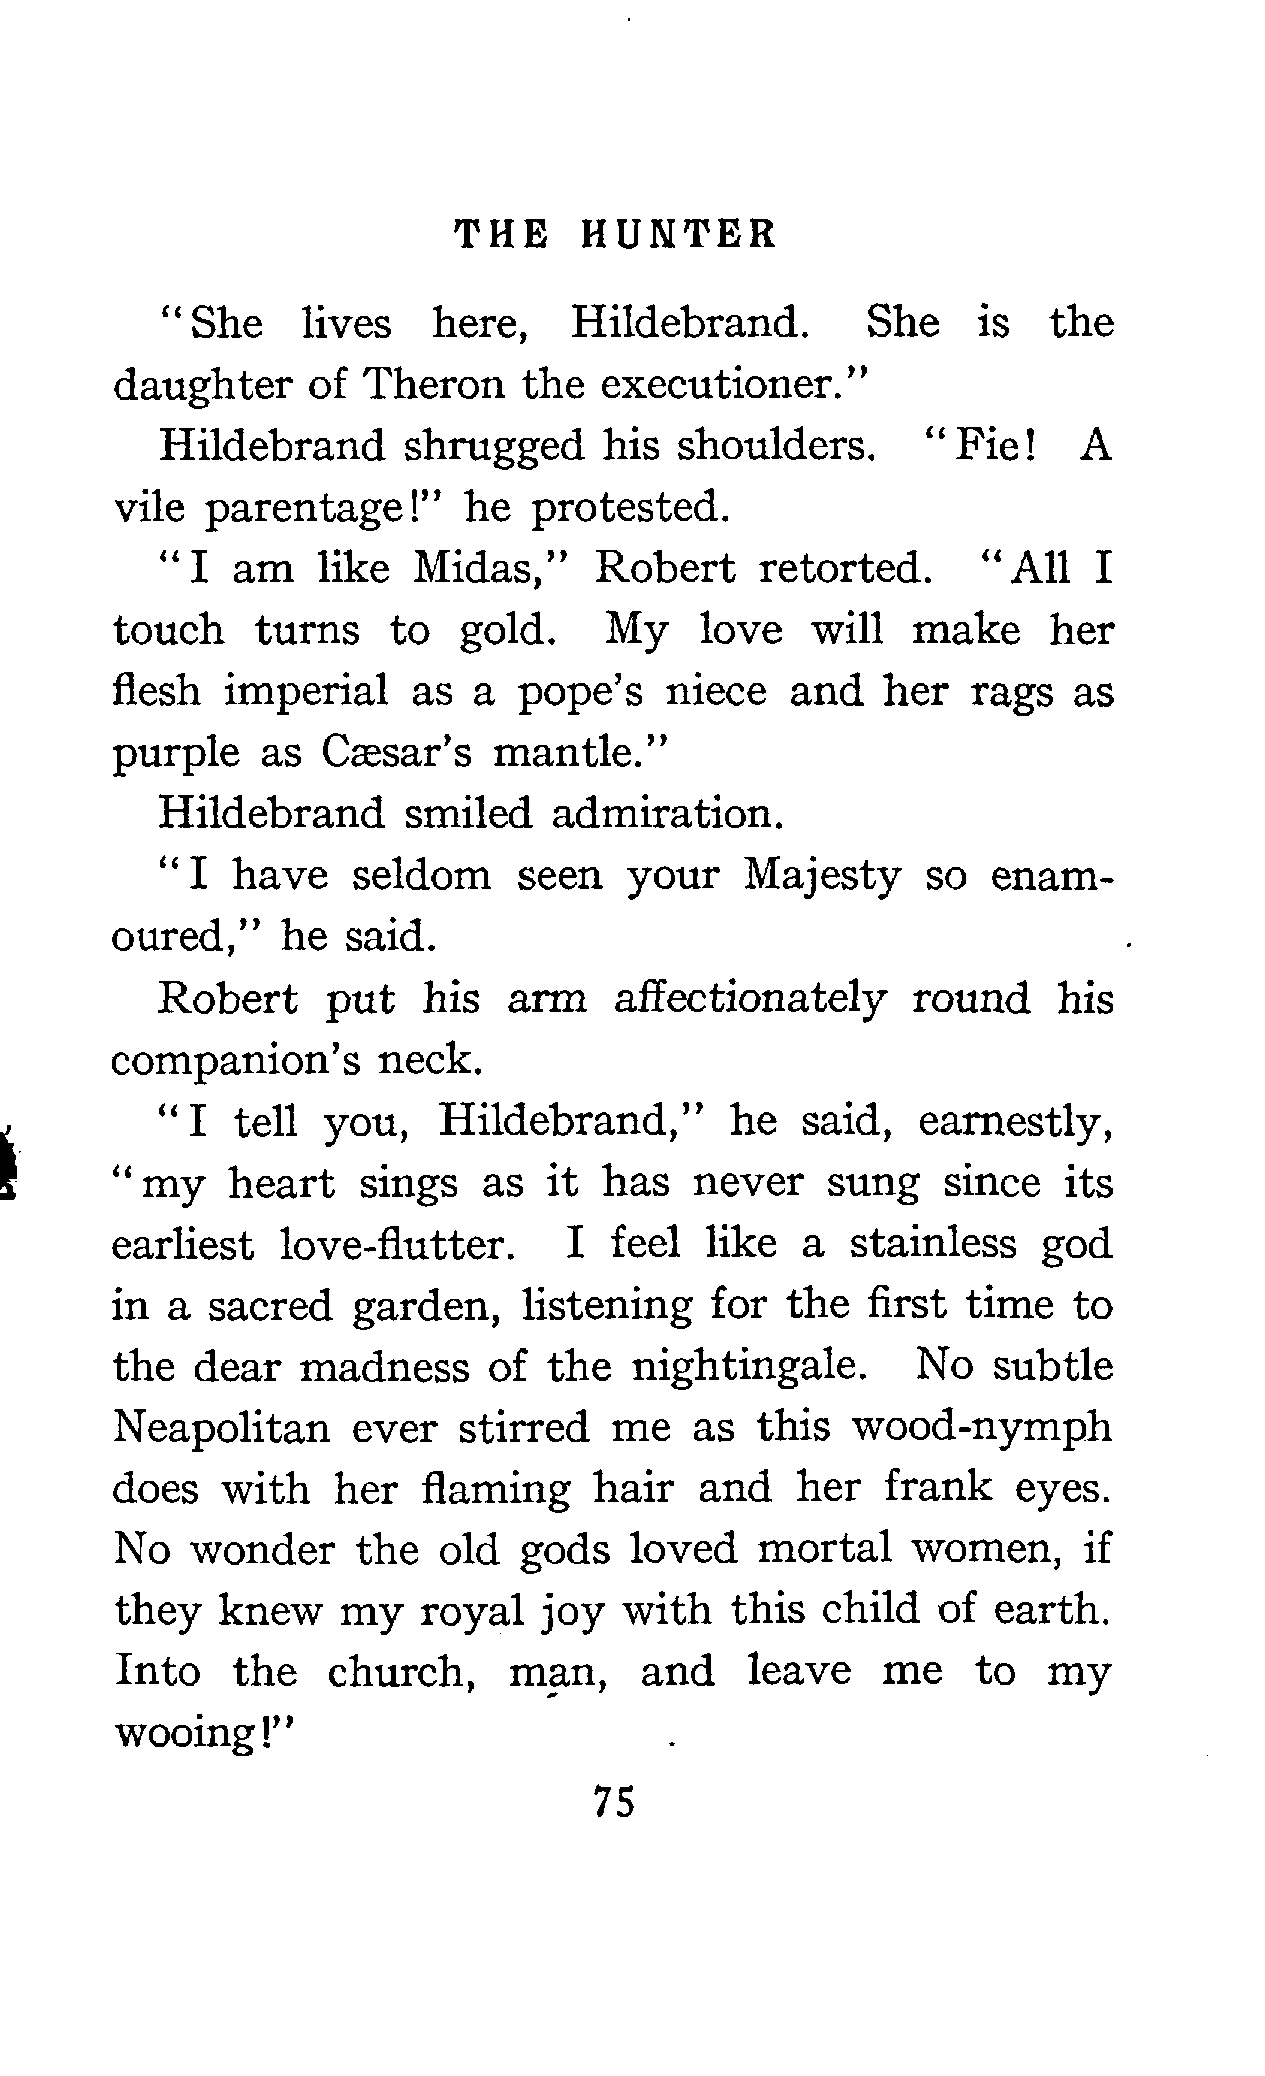 THE HUNTER
"She lives here, Hildebrand. She is the
daughter of Theron the executioner."
Hildebrand shrugged his shoulders. "Fie! A
vile parentage!" he protested.
"I am like Midas," Robert retorted. "All I
touch turns to gold. My love will make her
flesh imperial as a pope's niece and her rags as
purple as Cæsar's mantle."
Hildebrand smiled admiration.
"I have seldom seen your Majesty so enam-
oured," he said.
Robert put his arm affectionately round his
companion's neck.
"I tell you, Hildebrand," he said, earnestly,
"my heart sings as it has never sung since its
earliest love-flutter. I feel like a stainless god
in a sacred garden, listening for the first time to
the dear madness of the nightingale. No subtle
Neapolitan ever stirred me as this wood-nymph
does with her flaming hair and her frank eyes.
No wonder the old gods loved mortal women, if
they knew my royal joy with this child of earth.
Into the church, man, and leave me to my
wooing!"
75